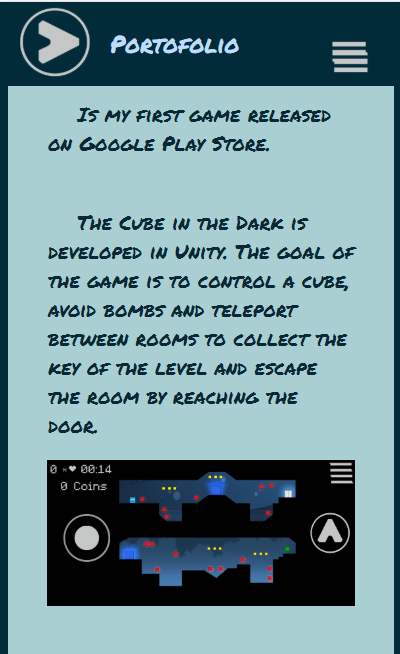 Portofolio
Is my first game released
on Google Play Store.
The Cube in the Dark is
developed in Unity. The goal of
the game is to control a cube,
avoid bombs and teleport
between rooms to collect the
key of the level and escape
the room by reaching the
door.
0 ×♥ 00:14
0 Coins